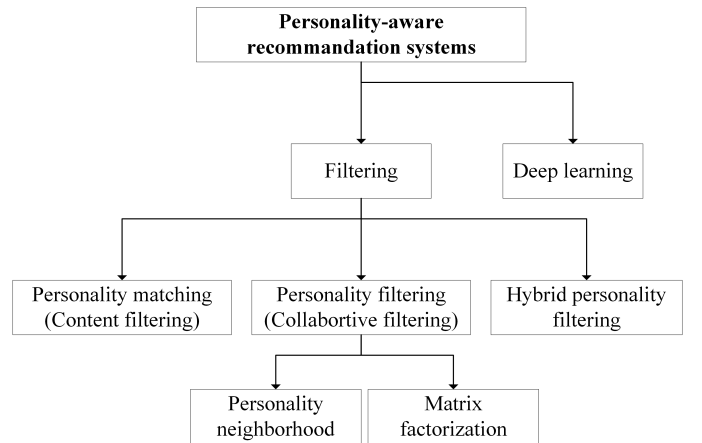 Personality-aware
recommandation systems
Filtering
Deep learning
Personality matching
(Content filtering)
Personality filtering
(Collabortive filtering)
Hybrid personality
filtering
Personality
neighborhood
Matrix
factorization